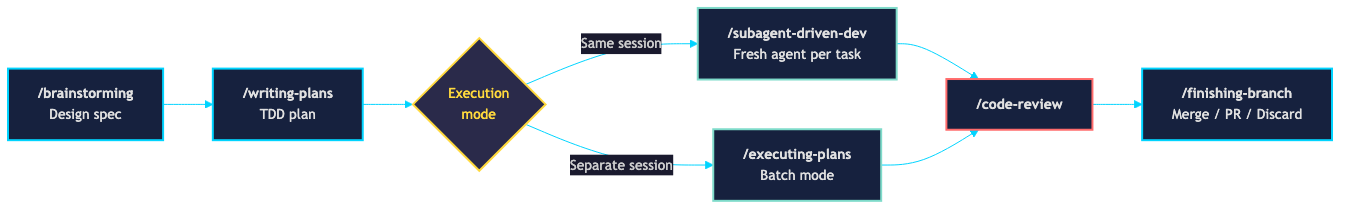 /brainstorming
Design spec
/writing-plans
TDD plan
Execution
mode
Same session
/subagent-driven-dev
Fresh agent per task
Separate session
/executing-plans
Batch mode
/code-review
/finishing-branch
Merge / PR / Discard